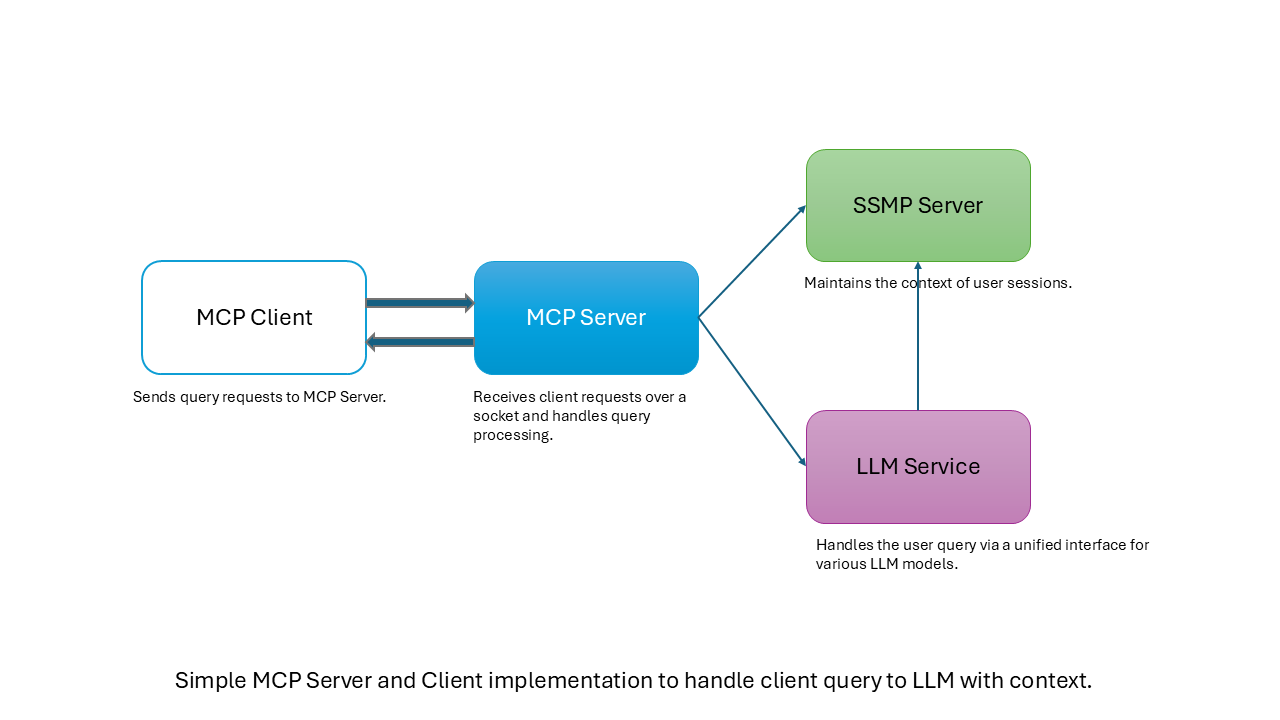 SSMP Server
Maintains the context of user sessions.
MCP Client
MCP Server
Sends query requests to MCP Server.
Receives client requests over a
socket and handles query
processing.
LLM Service
Handles the user query via a unified interface for
various LLM models.
Simple MCP Server and Client implementation to handle client query to LLM with context.